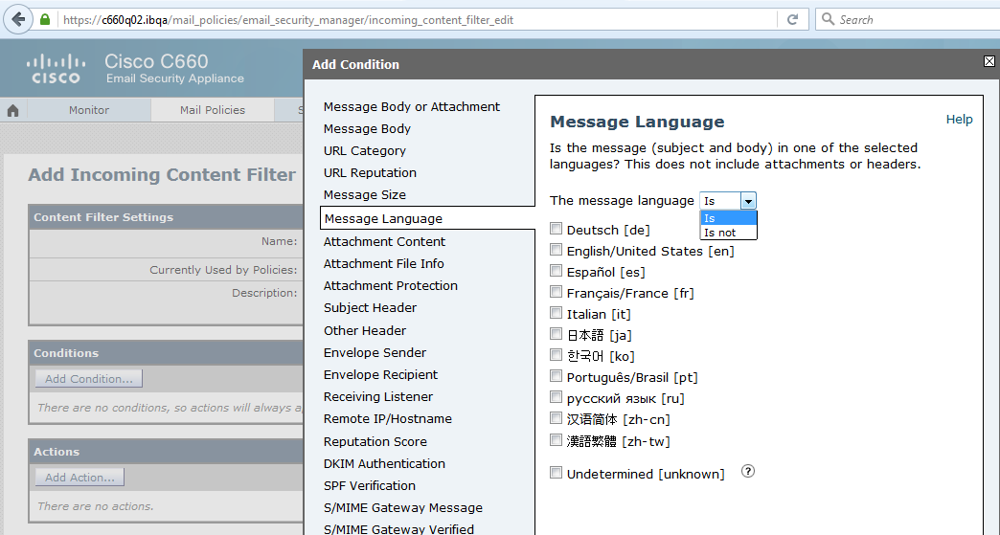 https://c660q02.ibqa/mail_policies/email_security_manager/incoming_content_filter_edit
Search
CISCO
Cisco C660
Email Security Appliance
Monitor
Mail Policies
S
Add Incoming Content Filter
Content Filter Settings
Name:
Currently Used by Policies:
Description:
Conditions
Add Condition...
There are no conditions, so actions will always a
Actions
Add Action...
There are no actions.
Add Condition
Message Body or Attachment
Message Body
URL Category
URL Reputation
Message Size
Message Language
Attachment Content
Attachment File Info
Attachment Protection
Subject Header
Other Header
Envelope Sender
Envelope Recipient
Receiving Listener
Remote IP/Hostname
Reputation Score
DKIM Authentication
SPF Verification
S/MIME Gateway Message
S/MIME Gateway Verified
Message Language
Help
Is the message (subject and body) in one of the selected
languages? This does not include attachments or headers.
The message language Is
Is
Is not
Deutsch [de]
English/United States [en]
Español [es]
Français/France [fr]
Italian [it]
日本語 [ja]
한국어 [ko]
Português/Brasil [pt]
русский язык [ru]
汉语简体 [zh-cn]
漢語繁體 [zh-tw]
Undetermined [unknown] ?